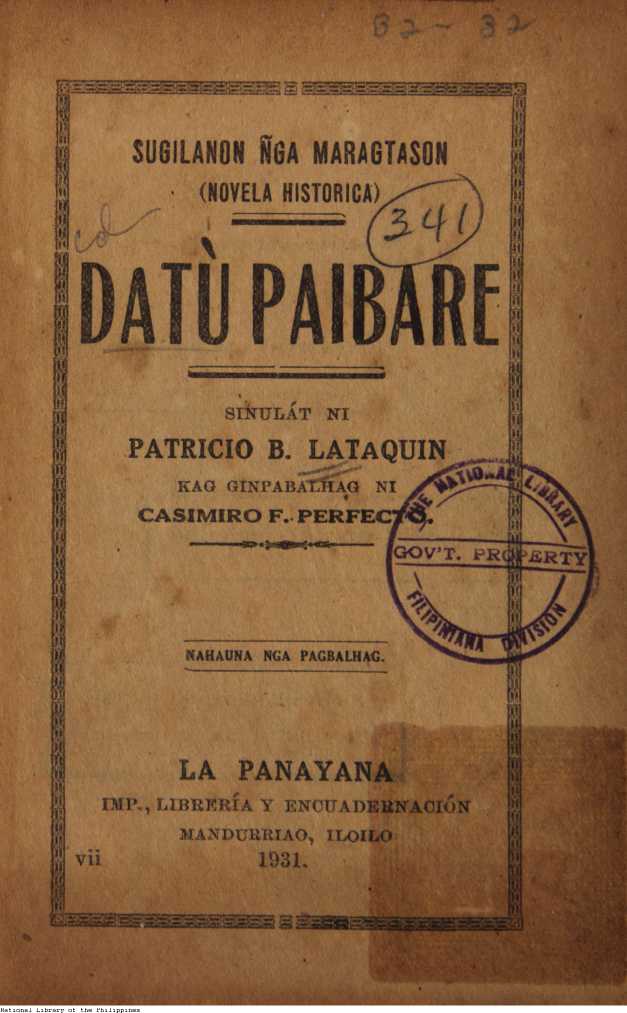 B2 - 32
SUGILANON ÑGA MARAGTASON
(NOVELA HISTORICA)
341
cd
DATÙ PAIBARE
SINULÁT NI
PATRICIO B. LATAQUIN
KAG GINPABALHAG NI
CASIMIRO F. PERFECTO.
THE NATIONAL LIBRARY
GOV'T. PROPERTY
FILIPINIANA DIVISION
NAHAUNA NGA PAGBALHAG.
LA PANAYANA
IMP., LIBRERÍA Y ENCUADERNACIÓN
MANDURRIAO, ILOILO
vii 1931.
National Library of the Philippines